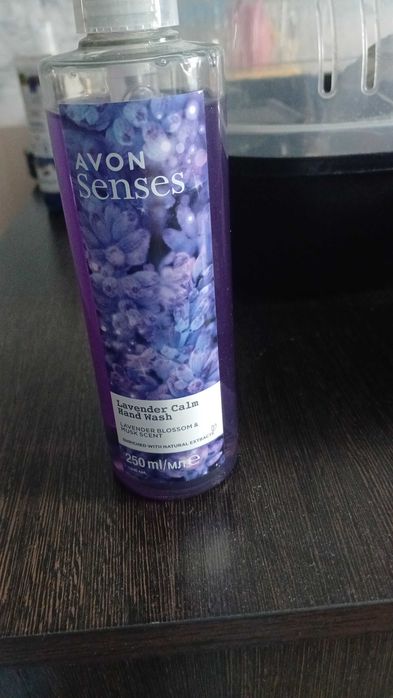 AVON
Senses
Lavender Calm
Hand Wash
LAVENDER BLOSSOM &
MUSK SCENT
ENRICHED WITH NATURAL EXTRACTS
250 ml/мл e